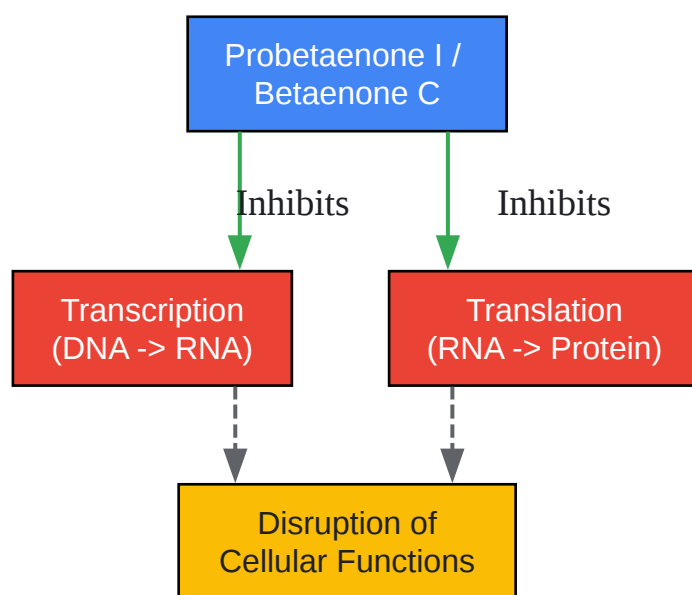 Probetaenone I /
Betaenone C
Inhibits
Inhibits
Transcription
(DNA -> RNA)
Translation
(RNA -> Protein)
Disruption of
Cellular Functions